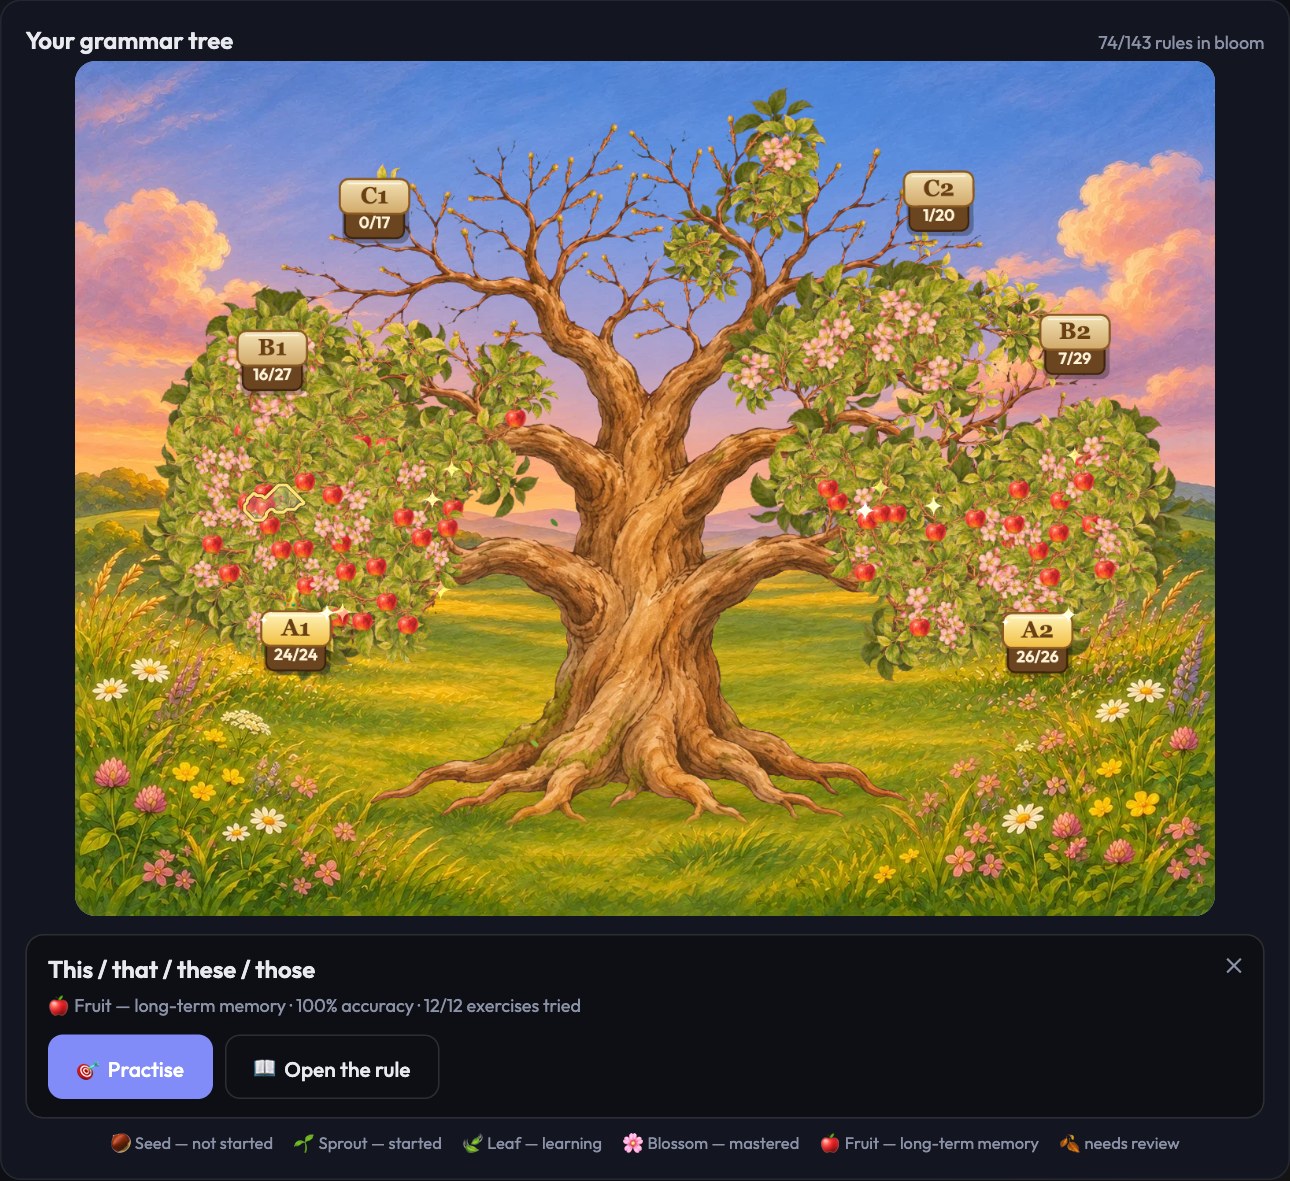 Your grammar tree
74/143 rules in bloom
C1
0/17
C2
1/20
B1
16/27
B2
7/29
A1
24/24
A2
26/26
This / that / these / those
Fruit — long-term memory · 100% accuracy · 12/12 exercises tried
Practise
Open the rule
Seed — not started
Sprout — started
Leaf — learning
Blossom — mastered
Fruit — long-term memory
needs review